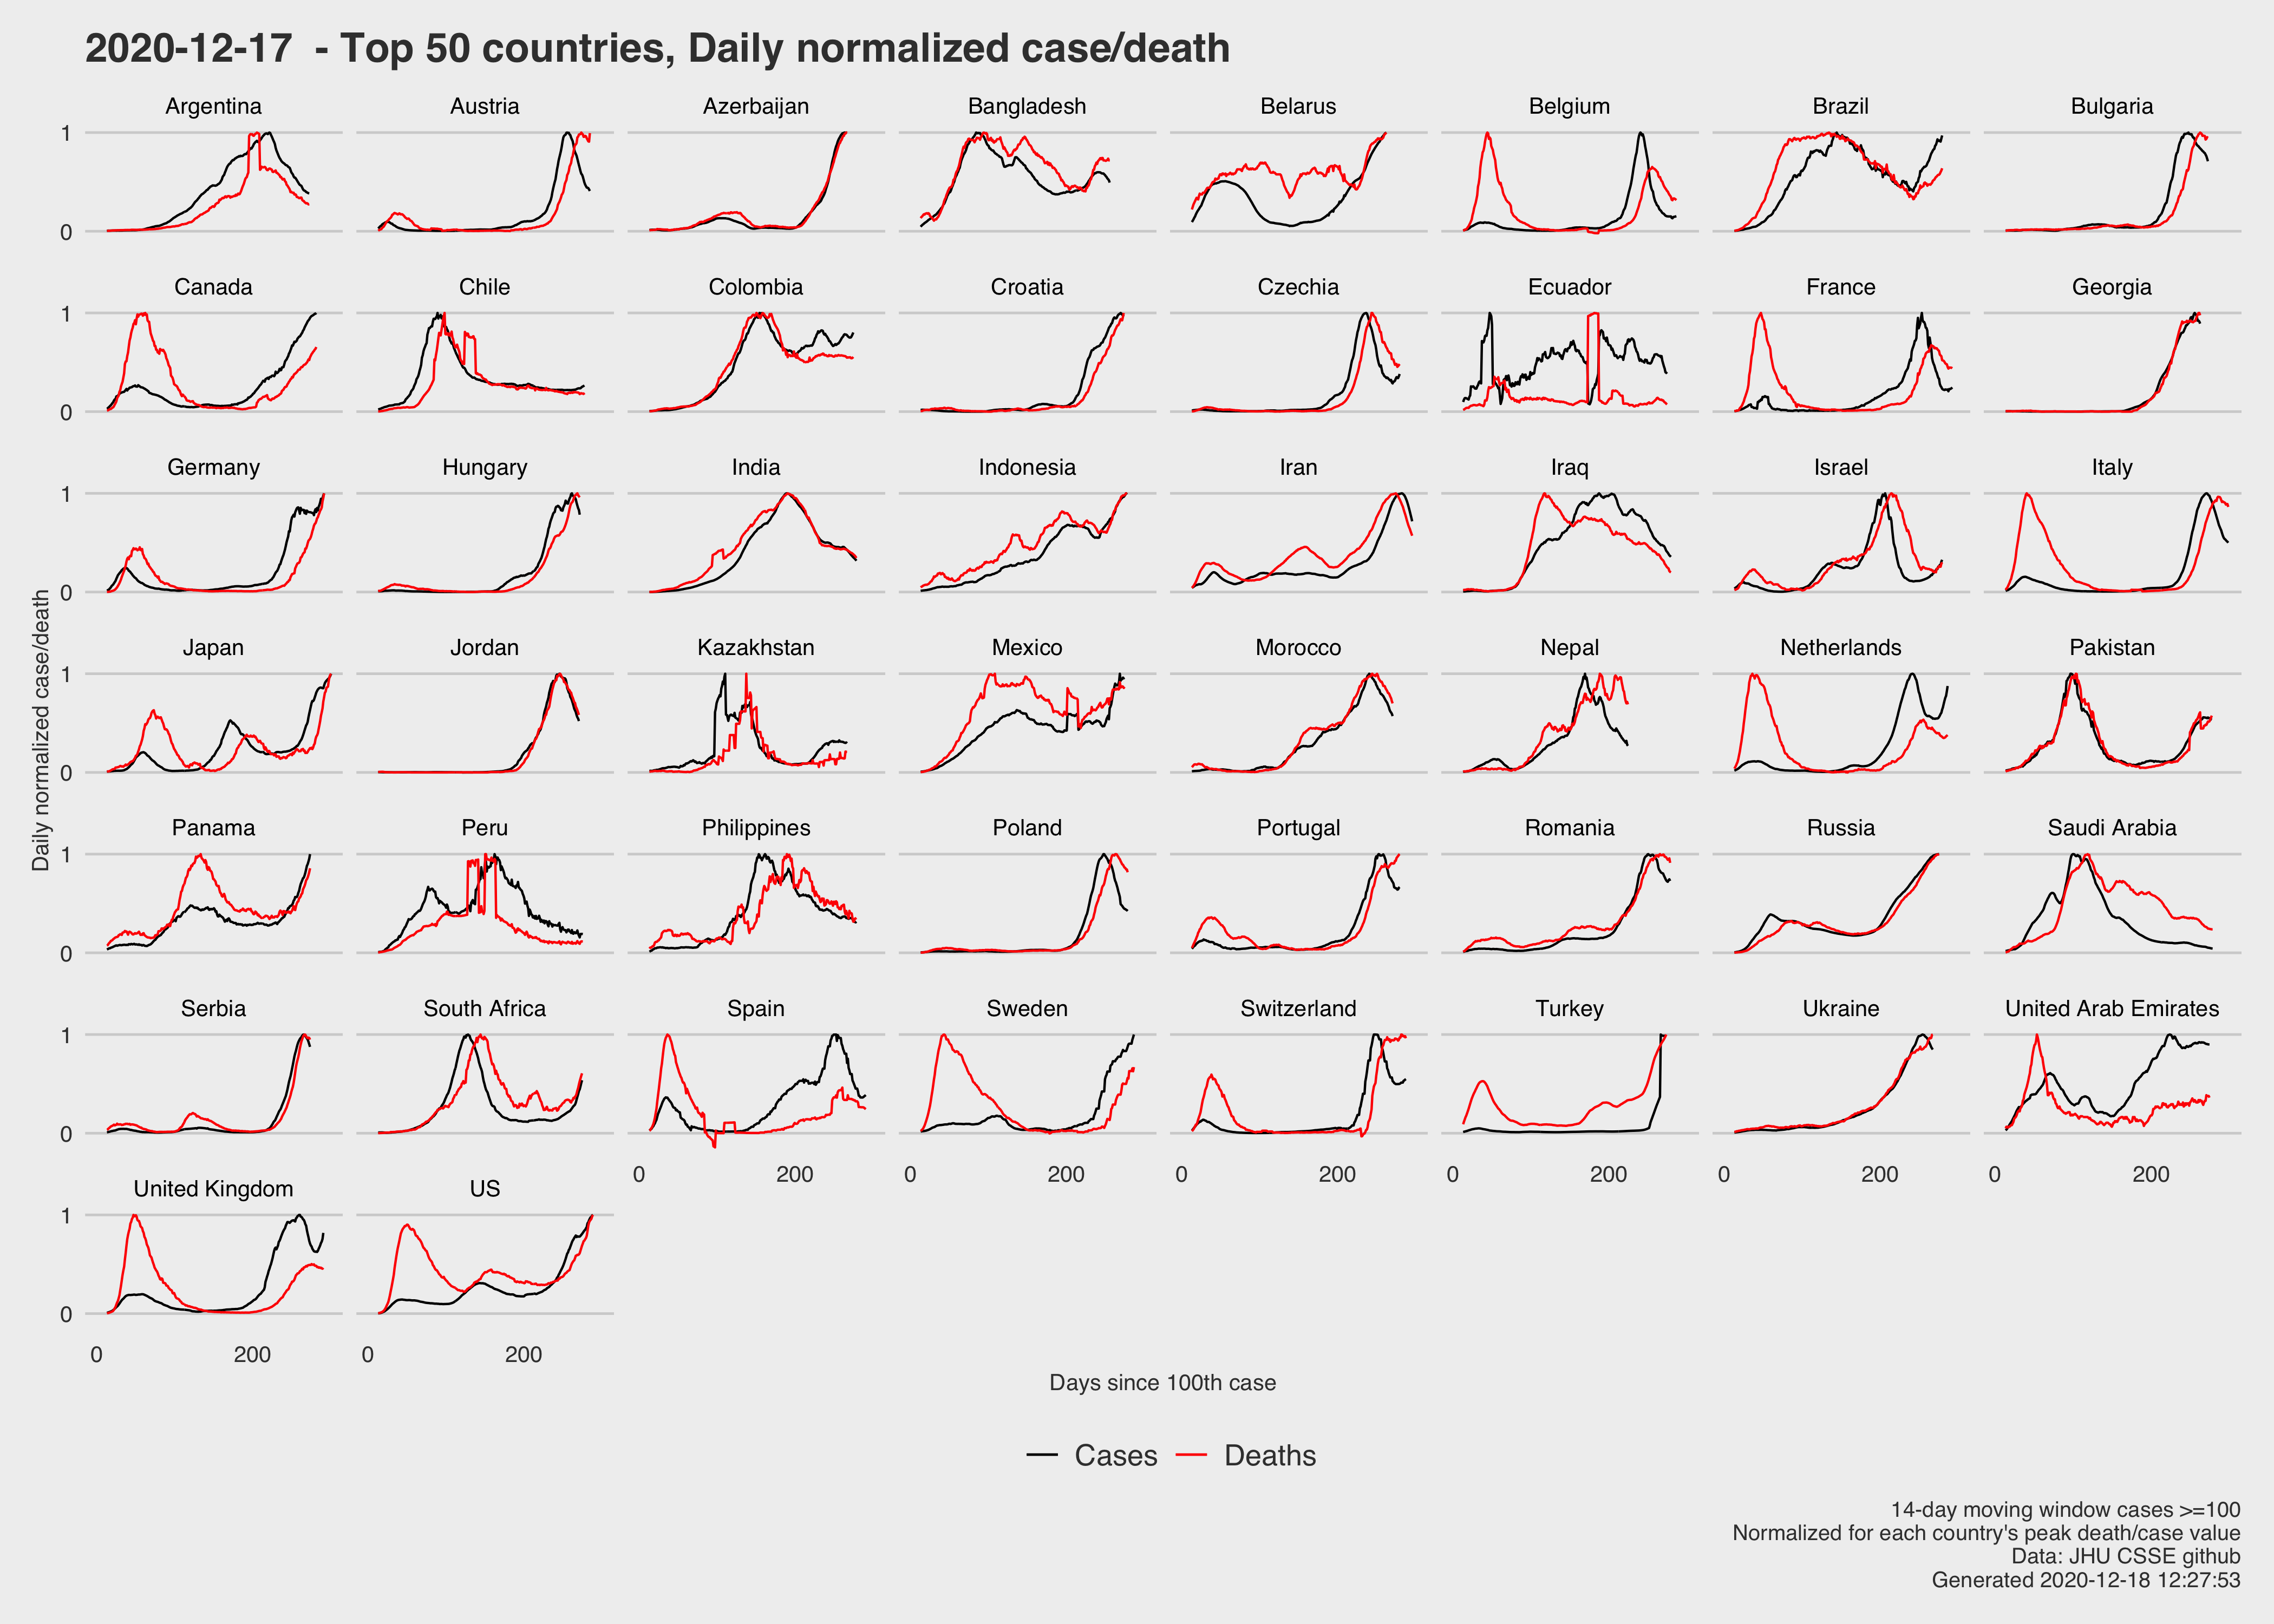 2020-12-17  - Top 50 countries, Daily normalized case/death
Argentina Austria Azerbaijan Bangladesh Belarus Belgium Brazil Bulgaria
1
0
Canada Chile Colombia Croatia Czechia Ecuador France Georgia
1
0
Germany Hungary India Indonesia Iran Iraq Israel Italy
1
0
Daily normalized case/death
Japan Jordan Kazakhstan Mexico Morocco Nepal Netherlands Pakistan
1
0
Panama Peru Philippines Poland Portugal Romania Russia Saudi Arabia
1
0
Serbia South Africa Spain Sweden Switzerland Turkey Ukraine United Arab Emirates
1
0
0 200 0 200 0 200 0 200 0 200 0 200
United Kingdom US
1
0
0 200 0 200
Days since 100th case
Cases Deaths
14-day moving window cases >=100
Normalized for each country's peak death/case value
Data: JHU CSSE github
Generated 2020-12-18 12:27:53